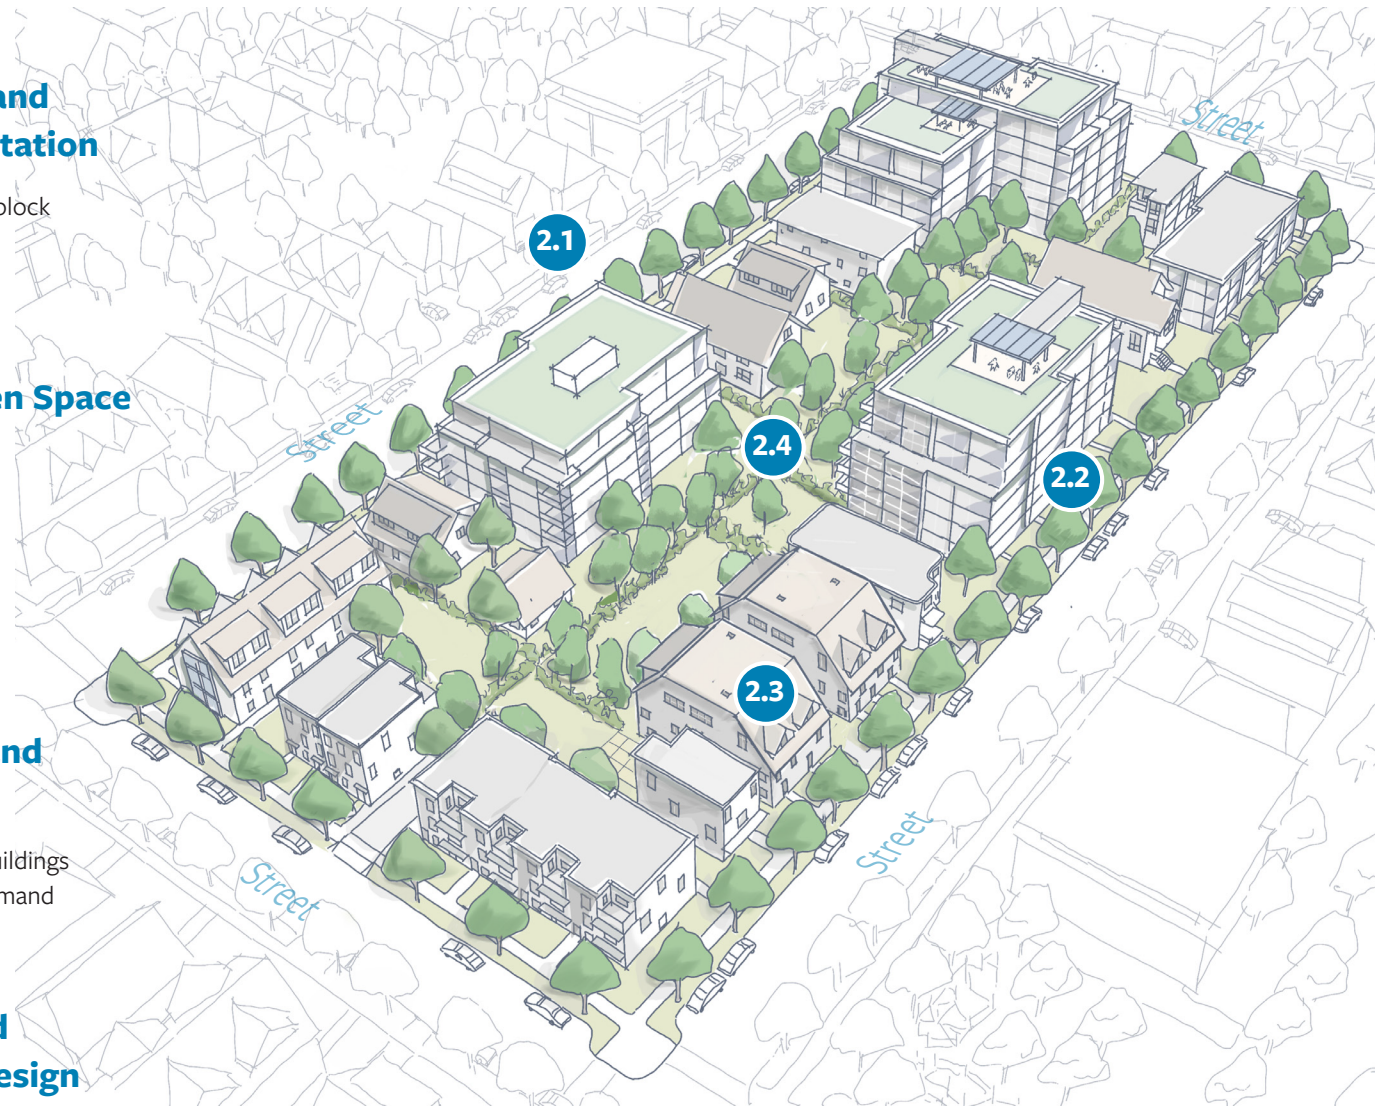 and
tation
block
en Space
nd
uildings
mand
d
esign
Street
2.1
Street
2.4
2.2
2.3
Street
Street